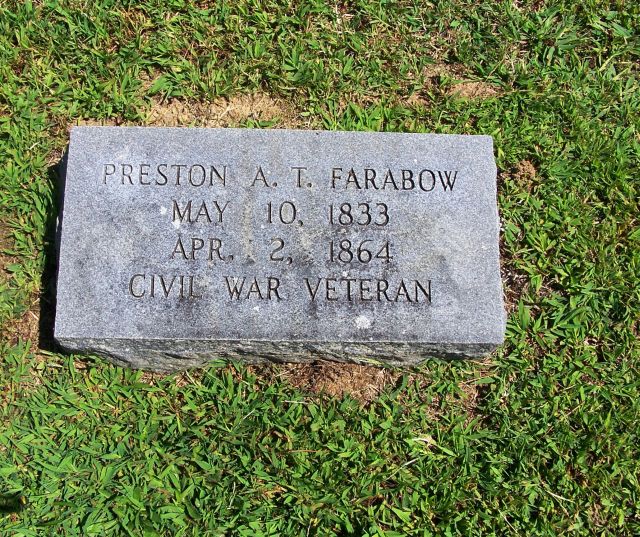 PRESTON A. T. FARABOW
MAY 10, 1833
APR. 2, 1864
CIVIL WAR VETERAN